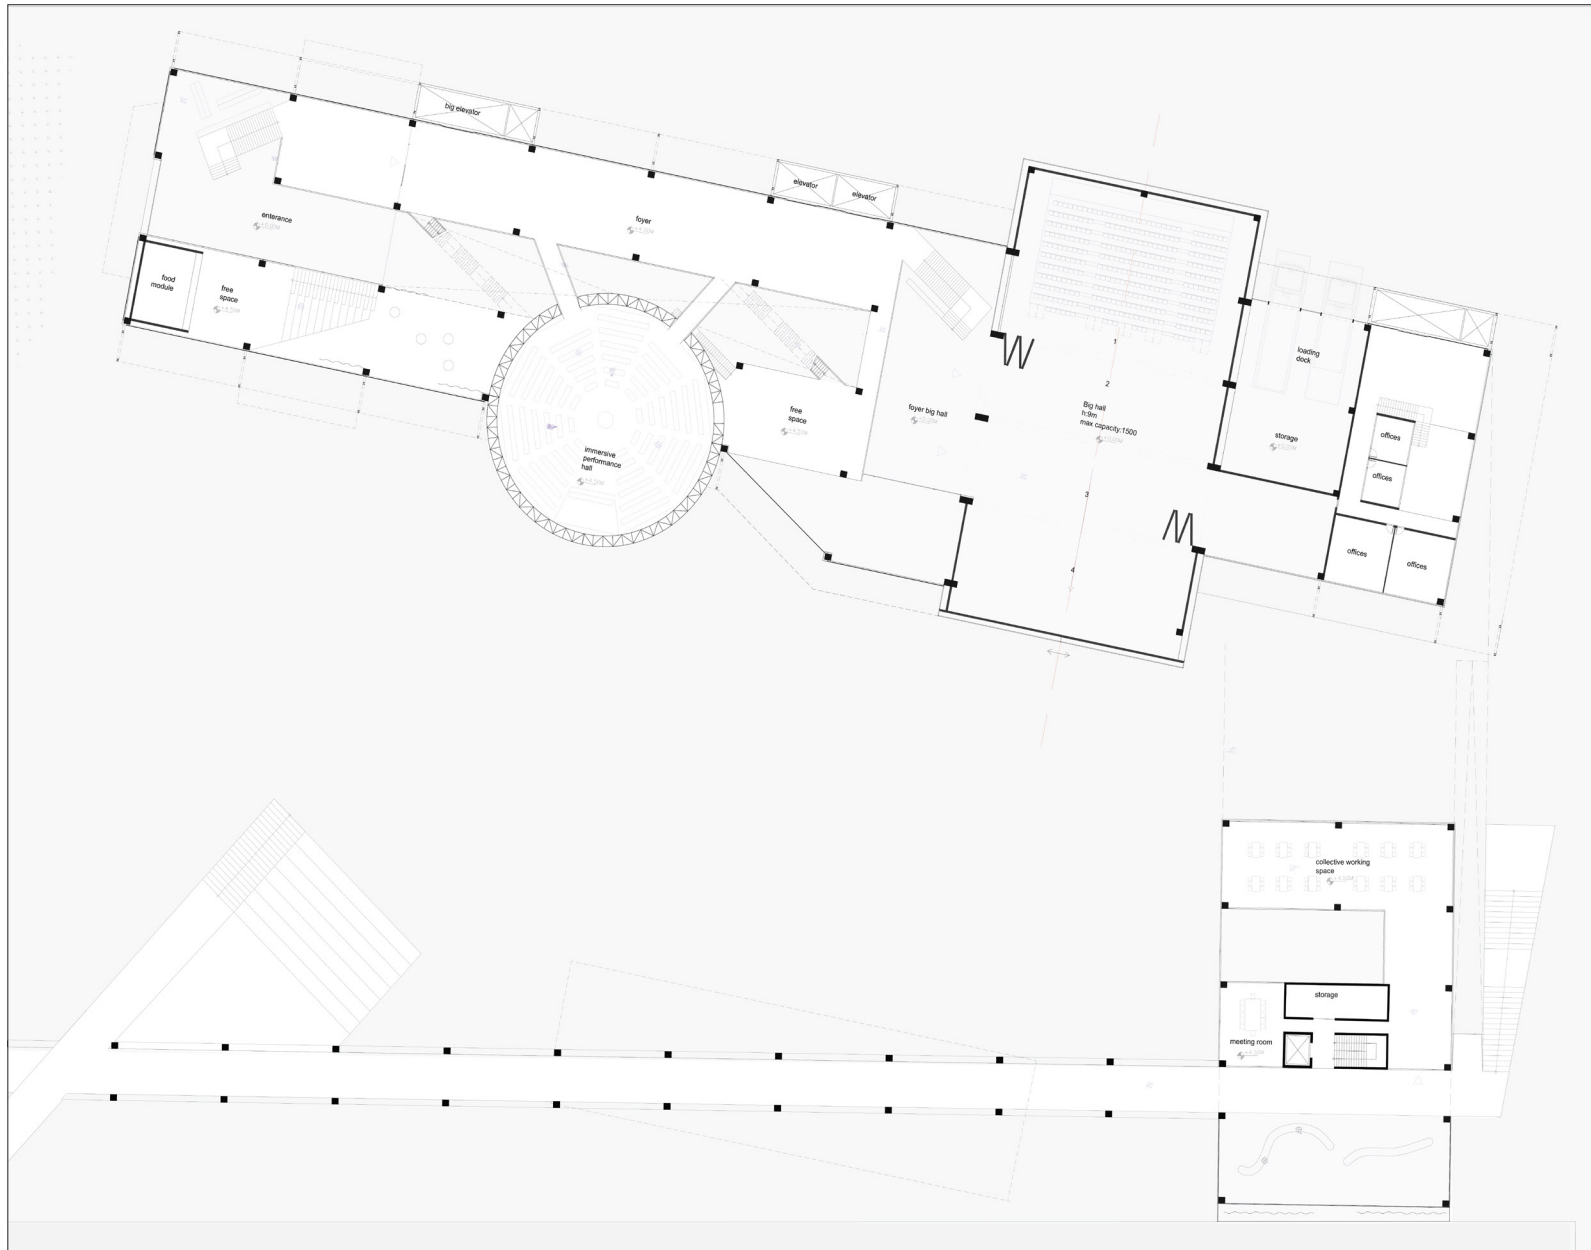 big elevator
elevator
elevator
foyer
enterance
food
module
free
space
loading
dock
1
2
Big hall
h:9m
max capacity:1500
foyer big hall
free
space
storage
offices
offices
immersive
performance
hall
3
4
offices
offices
collective working
space
storage
meeting room